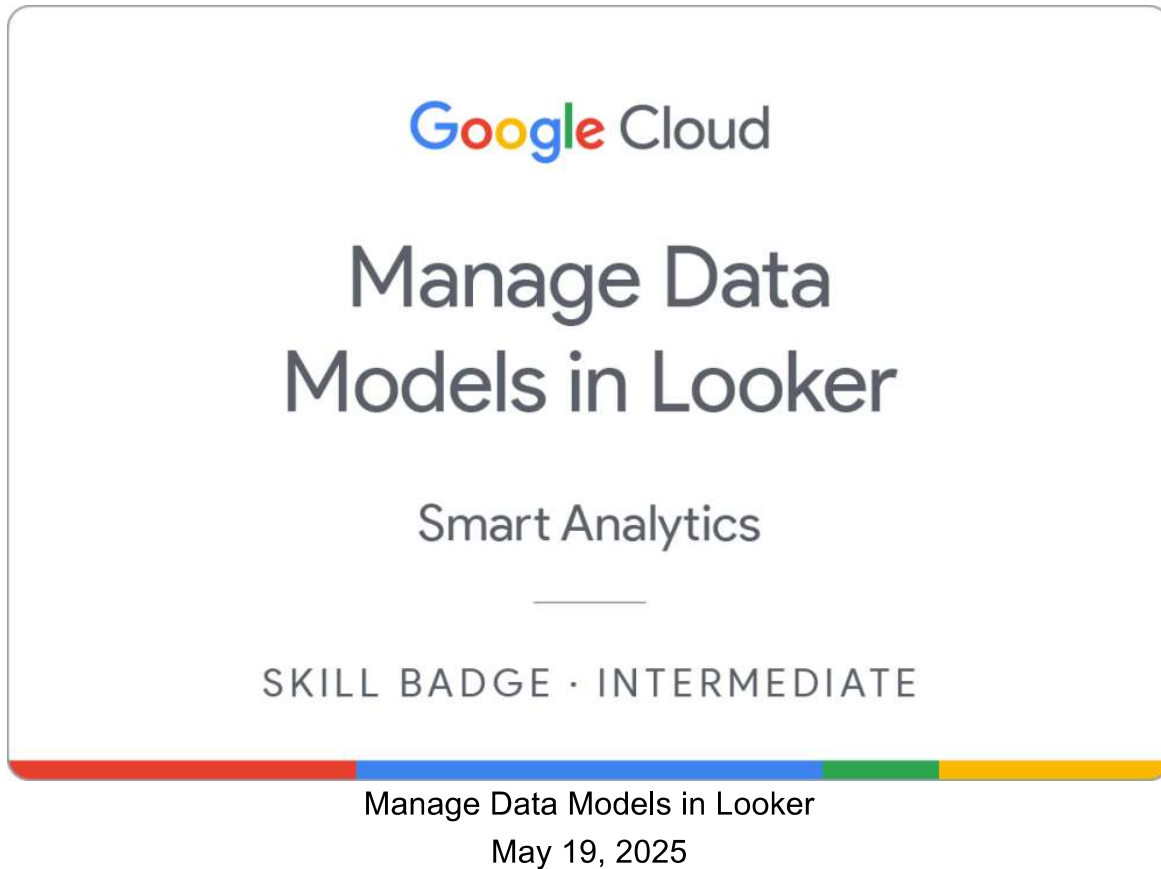 Google Cloud
Manage Data
Models in Looker
Smart Analytics
SKILL BADGE · INTERMEDIATE
Manage Data Models in Looker
May 19, 2025